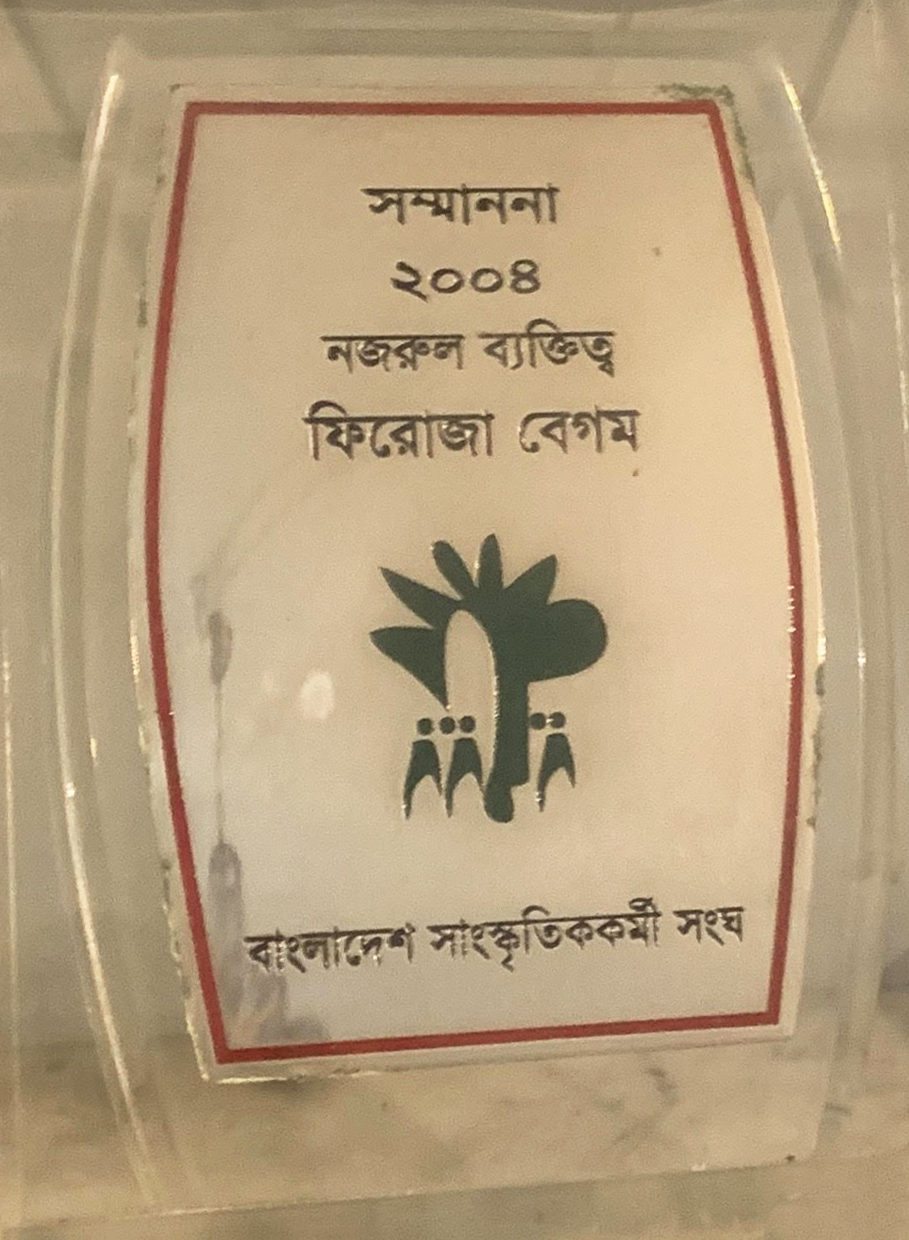 সম্মাননা
২০০৪
নজরুল ব্যক্তিত্ব
ফিরোজা বেগম
বাংলাদেশ সাংস্কৃতিককর্মী সংঘ